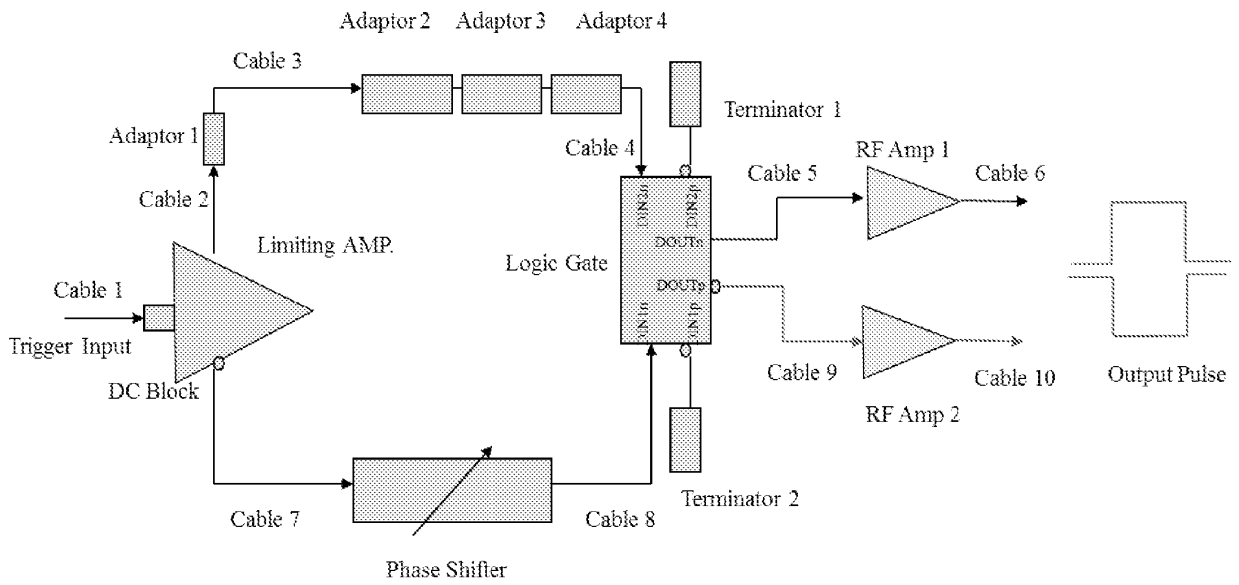 Adaptor 2
Adaptor 3
Adaptor 4
Cable 3
Adaptor 1
Cable 2
Cable 4
Terminator 1
RF Amp 1
Cable 5
Cable 6
Limiting AMP.
Logic Gate
DIN2n
DIN2p
DOUTn
DOUTp
Cable 1
Trigger Input
DC Block
Cable 9
Cable 10
RF Amp 2
Output Pulse
Cable 7
Cable 8
Terminator 2
Phase Shifter